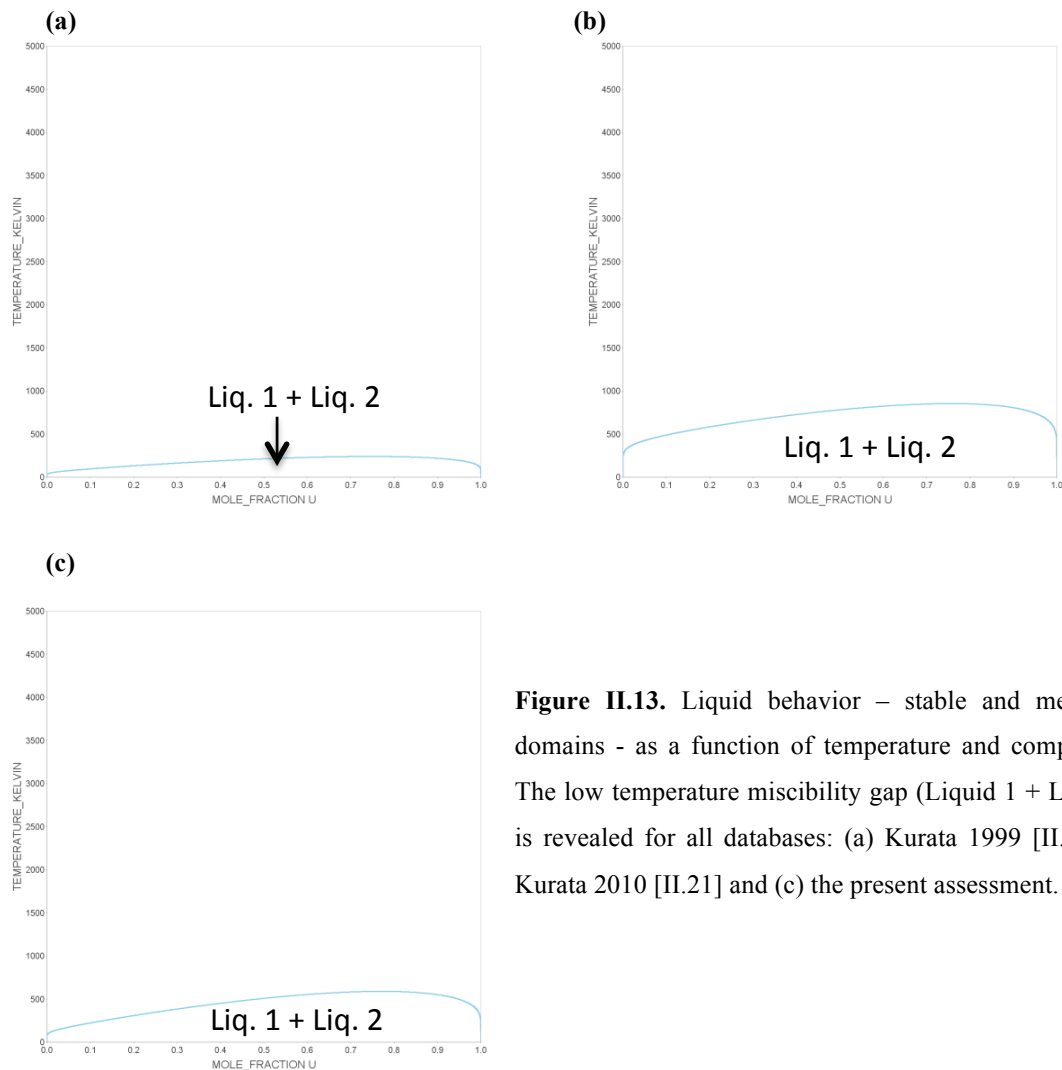 (a)
5000
4500
4000
3500
3000
2500
2000
1500
1000
500
0
TEMPERATURE_KELVIN
Liq. 1 + Liq. 2
0.0 0.1 0.2 0.3 0.4 0.5 0.6 0.7 0.8 0.9 1.0
MOLE_FRACTION U
(b)
5000
4500
4000
3500
3000
2500
2000
1500
1000
500
0
TEMPERATURE_KELVIN
Liq. 1 + Liq. 2
0.0 0.1 0.2 0.3 0.4 0.5 0.6 0.7 0.8 0.9 1.0
MOLE_FRACTION U
(c)
5000
4500
4000
3500
3000
2500
2000
1500
1000
500
0
TEMPERATURE_KELVIN
Liq. 1 + Liq. 2
0.0 0.1 0.2 0.3 0.4 0.5 0.6 0.7 0.8 0.9 1.0
MOLE_FRACTION U
Figure II.13. Liquid behavior – stable and me
domains - as a function of temperature and comp
The low temperature miscibility gap (Liquid 1 + L
is revealed for all databases: (a) Kurata 1999 [II.
Kurata 2010 [II.21] and (c) the present assessment.